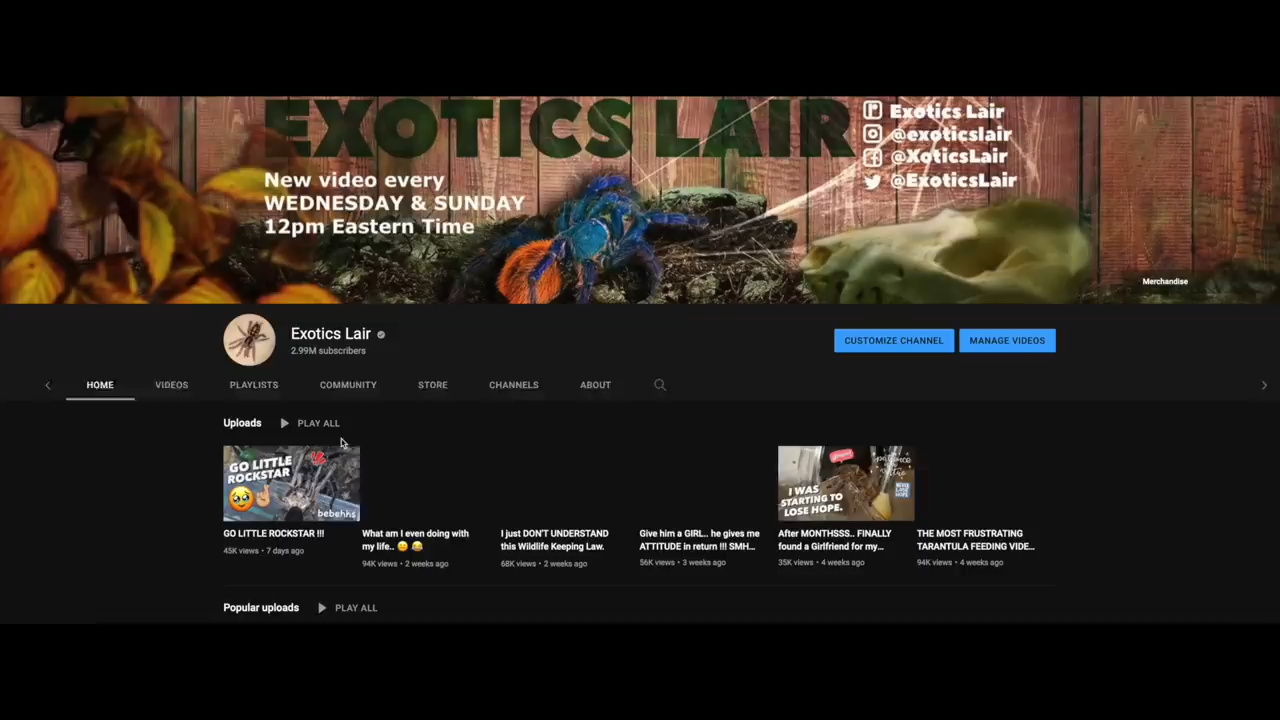 EXOTICS LAIR
Exotics Lair
@exoticslair
@XoticsLair
@ExoticsLair
New video every
WEDNESDAY & SUNDAY
12pm Eastern Time
Merchandise
Exotics Lair
2.99M subscribers
CUSTOMIZE CHANNEL
MANAGE VIDEOS
HOME
VIDEOS
PLAYLISTS
COMMUNITY
STORE
CHANNELS
ABOUT
Uploads
PLAY ALL
GO LITTLE
ROCKSTAR
bebehhs
GO LITTLE ROCKSTAR !!!
45K views • 7 days ago
What am I even doing with
my life.. 😐 😂
94K views • 2 weeks ago
I just DON'T UNDERSTAND
this Wildlife Keeping Law.
68K views • 2 weeks ago
Give him a GIRL.. he gives me
ATTITUDE in return !!! SMH...
56K views • 3 weeks ago
I WAS
STARTING TO
LOSE HOPE.
NEVER
LOSE
HOPE
After MONTHSSS.. FINALLY
found a Girlfriend for my...
35K views • 4 weeks ago
THE MOST FRUSTRATING
TARANTULA FEEDING VIDE...
94K views • 4 weeks ago
Popular uploads
PLAY ALL